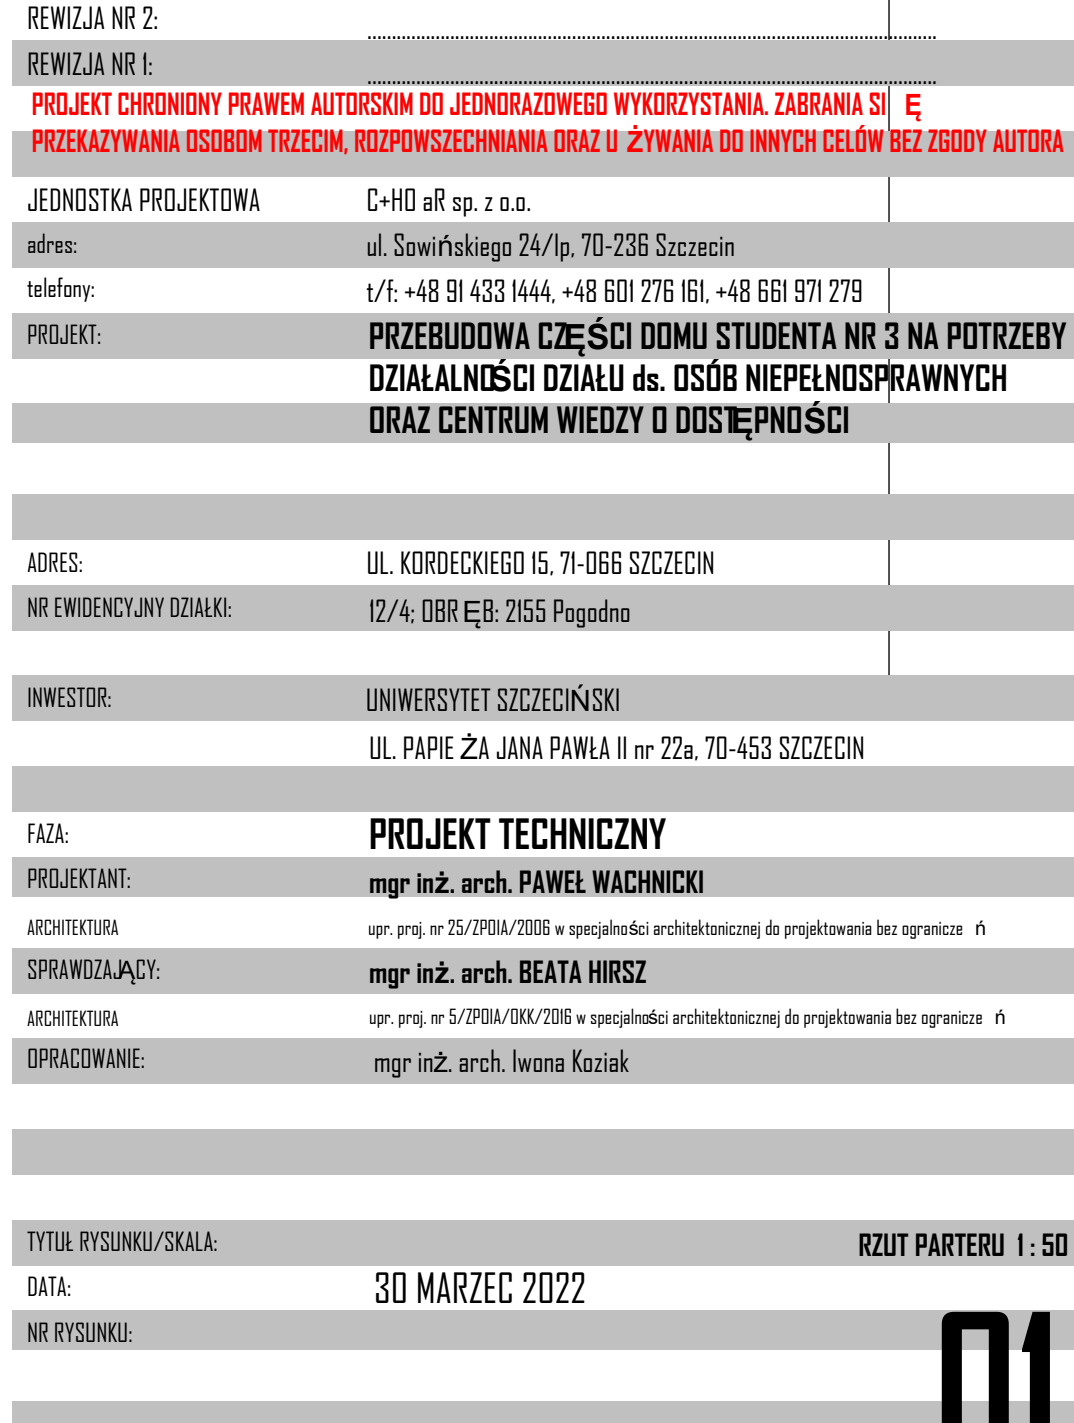 REWIZJA NR 2: ........................................................................................................................
REWIZJA NR 1: ........................................................................................................................
PROJEKT CHRONIONY PRAWEM AUTORSKIM DO JEDNORAZOWEGO WYKORZYSTANIA. ZABRANIA SIĘ
PRZEKAZYWANIA OSOBOM TRZECIM, ROZPOWSZECHNIANIA ORAZ UŻYWANIA DO INNYCH CELÓW BEZ ZGODY AUTORA
JEDNOSTKA PROJEKTOWA C+HO aR sp. z o.o.
adres: ul. Sowińskiego 24/lp, 70-236 Szczecin
telefony: t/f: +48 91 433 1444, +48 601 276 161, +48 661 971 279
PROJEKT: PRZEBUDOWA CZĘŚCI DOMU STUDENTA NR 3 NA POTRZEBY
DZIAŁALNOŚCI DZIAŁU ds. OSÓB NIEPEŁNOSPRAWNYCH
ORAZ CENTRUM WIEDZY O DOSTĘPNOŚCI
ADRES: UL. KORDECKIEGO 15, 71-066 SZCZECIN
NR EWIDENCYJNY DZIAŁKI: 12/4; OBRĘB: 2155 Pogodno
INWESTOR: UNIWERSYTET SZCZECIŃSKI
UL. PAPIEŻA JANA PAWŁA II nr 22a, 70-453 SZCZECIN
FAZA: PROJEKT TECHNICZNY
PROJEKTANT: mgr inż. arch. PAWEŁ WACHNICKI
ARCHITEKTURA upr. proj. nr 25/ZPOIA/2006 w specjalności architektonicznej do projektowania bez ograniczeń
SPRAWDZAJĄCY: mgr inż. arch. BEATA HIRSZ
ARCHITEKTURA upr. proj. nr 5/ZPOIA/OKK/2016 w specjalności architektonicznej do projektowania bez ograniczeń
OPRACOWANIE: mgr inż. arch. Iwona Koziak
TYTUŁ RYSUNKU/SKALA: RZUT PARTERU 1 : 50
DATA: 30 MARZEC 2022
NR RYSUNKU: 01